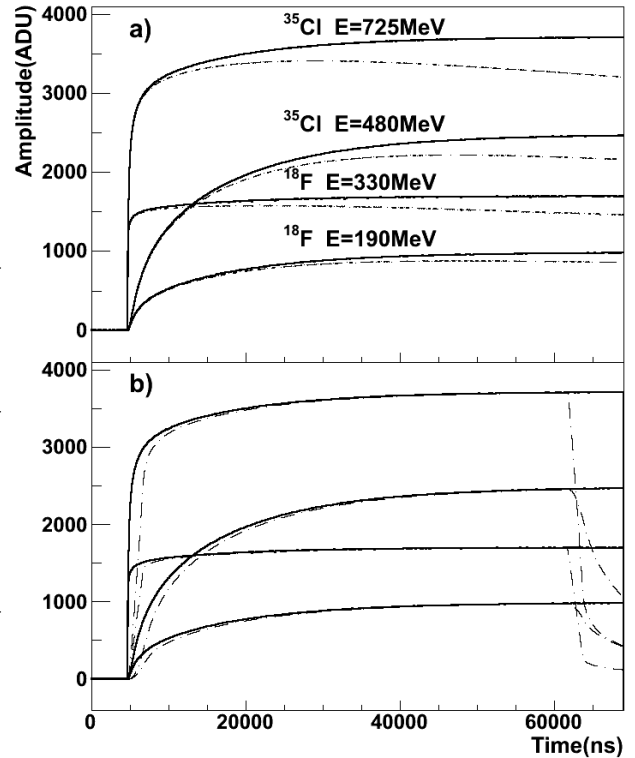 a)
³⁵Cl E=725MeV
³⁵Cl E=480MeV
¹⁸F E=330MeV
¹⁸F E=190MeV
Amplitude(ADU)
4000
3000
2000
1000
0
b)
4000
3000
2000
1000
0
0 20000 40000 60000
Time(ns)